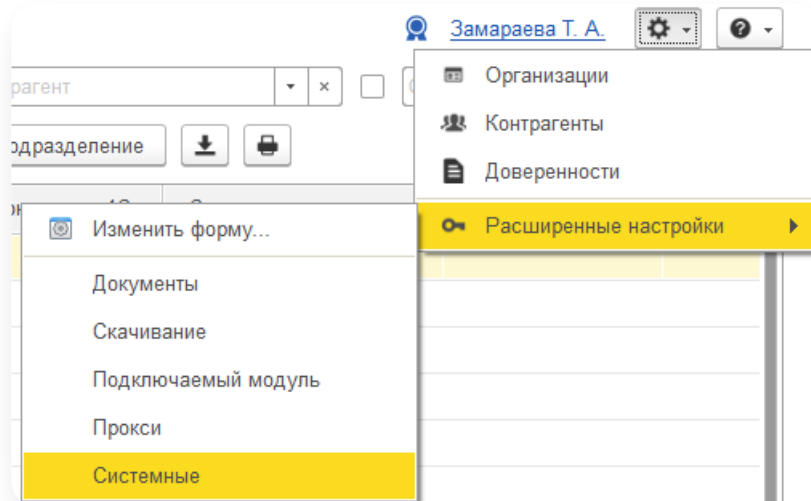 Замараева Т. А.
рагент
Организации
Контрагенты
одразделение
Доверенности
Расширенные настройки
Изменить форму...
Документы
Скачивание
Подключаемый модуль
Прокси
Системные